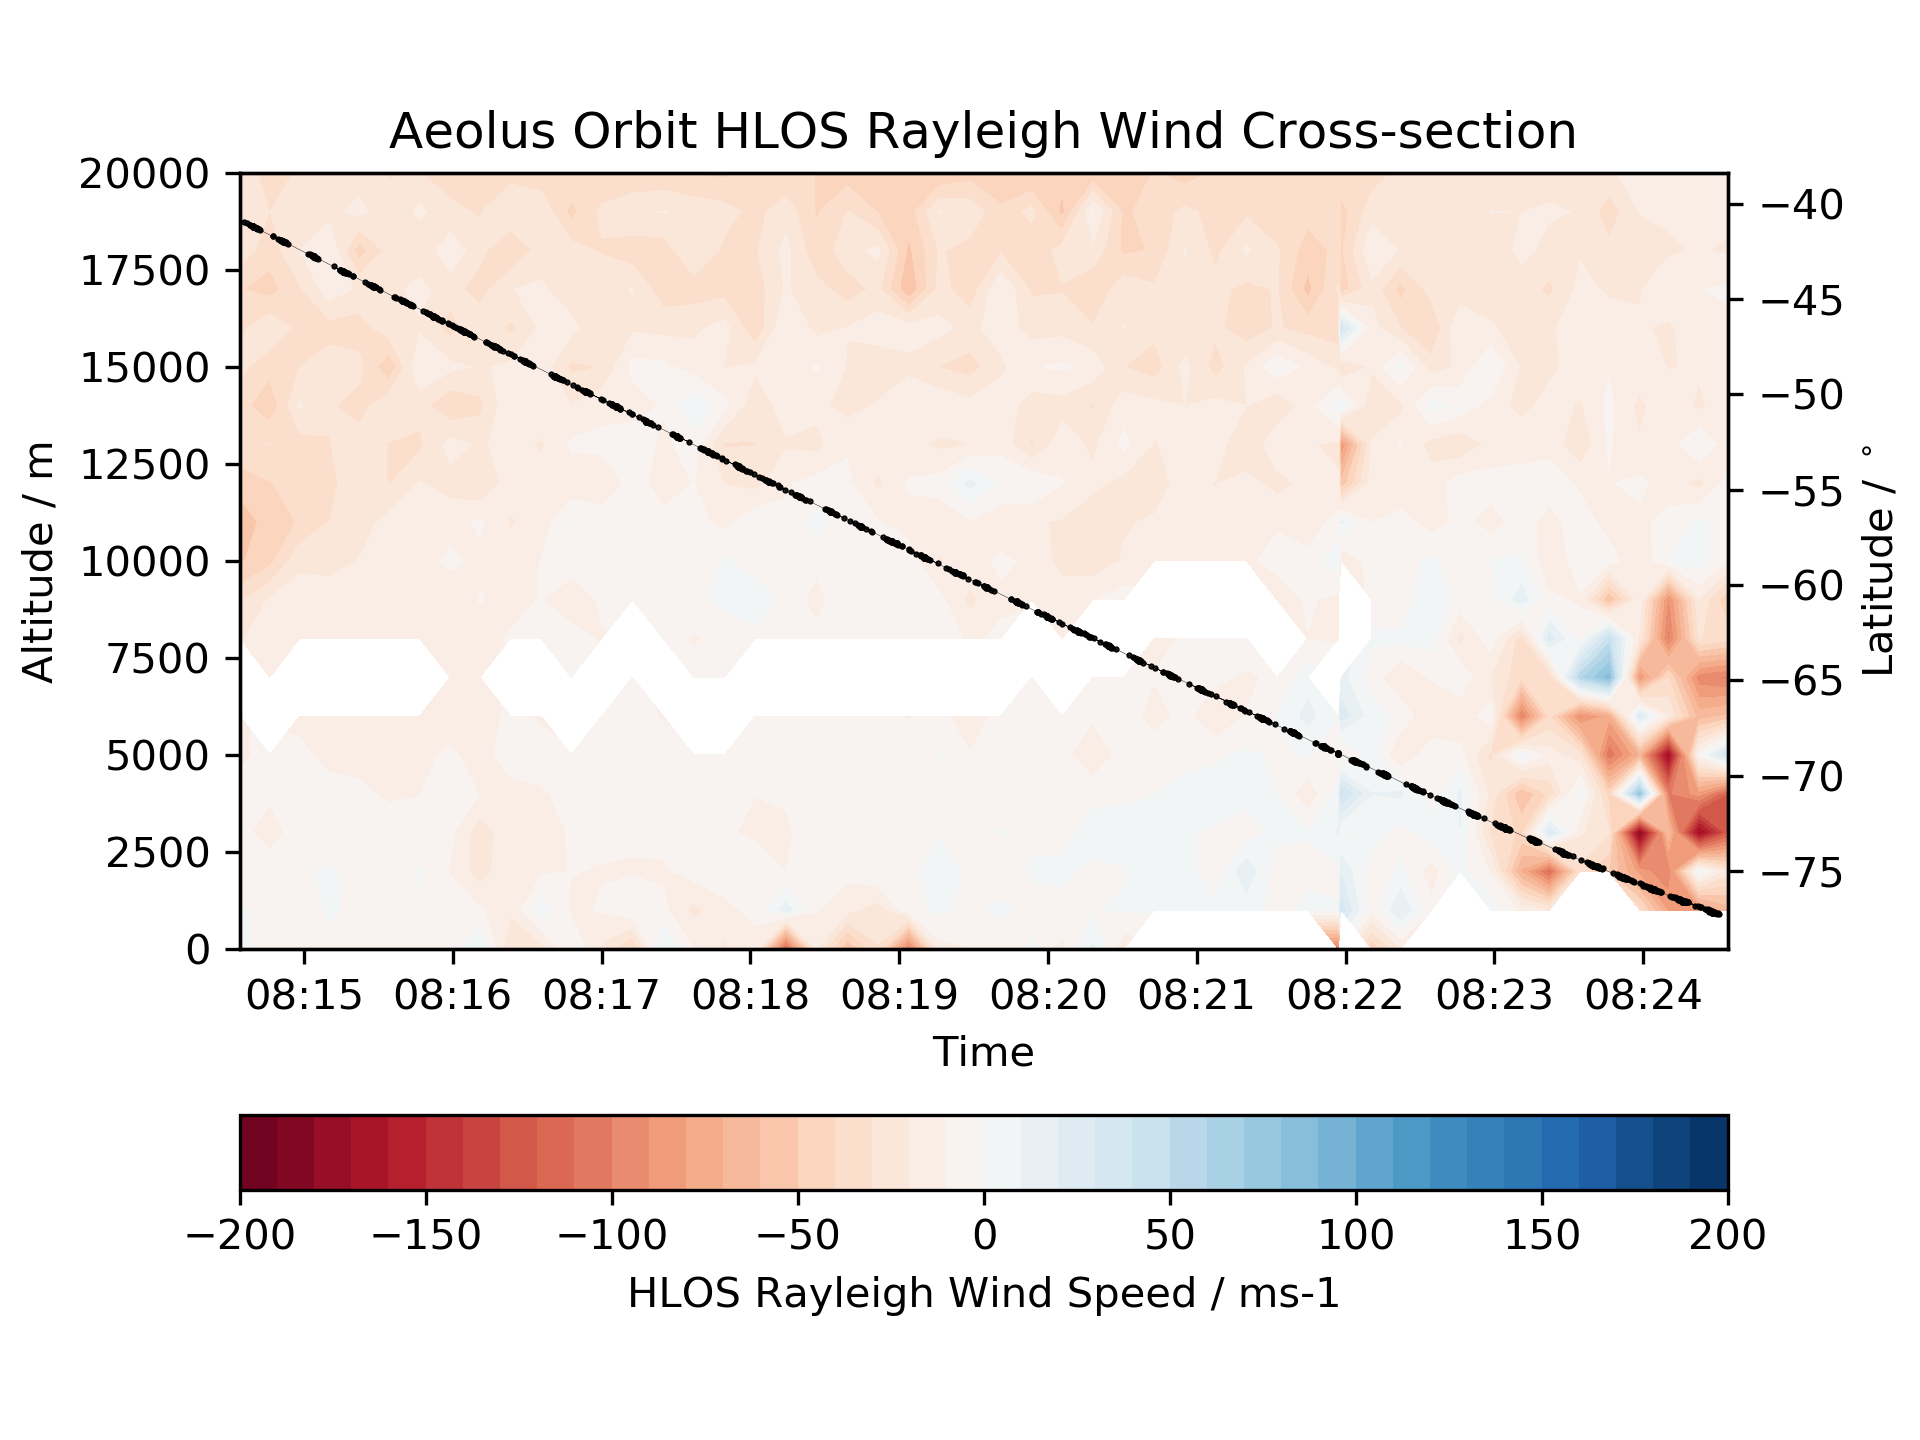 Aeolus Orbit HLOS Rayleigh Wind Cross-section
20000
17500
15000
12500
10000
7500
5000
2500
0
Altitude / m
−40
−45
−50
−55
−60
−65
−70
−75
Latitude / °
08:15 08:16 08:17 08:18 08:19 08:20 08:21 08:22 08:23 08:24
Time
−200 −150 −100 −50 0 50 100 150 200
HLOS Rayleigh Wind Speed / ms-1